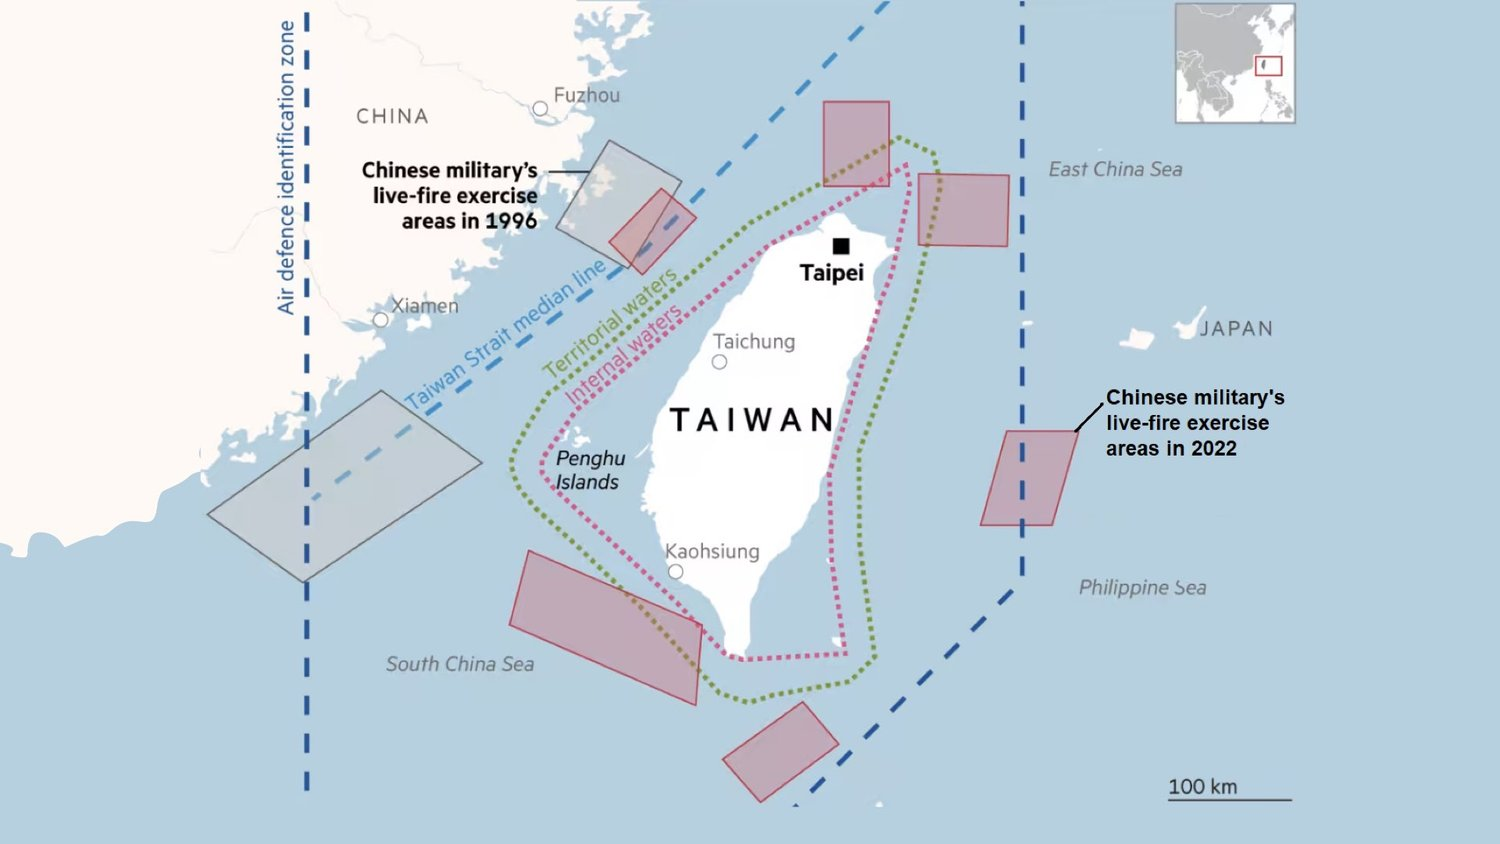 Air defence identification zone
CHINA
Fuzhou
Chinese military's
live-fire exercise
areas in 1996
East China Sea
Taipei
Xiamen
Taiwan Strait median line
Territorial waters
Internal waters
Taichung
JAPAN
TAIWAN
Chinese military's
live-fire exercise
areas in 2022
Penghu
Islands
Kaohsiung
Philippine Sea
South China Sea
100 km